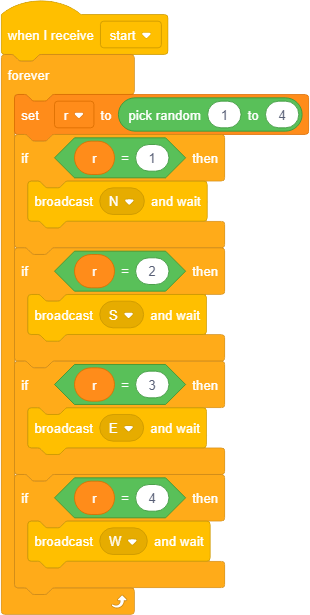 when I receive start
forever
set r to pick random 1 to 4
if r = 1 then
broadcast N and wait
if r = 2 then
broadcast S and wait
if r = 3 then
broadcast E and wait
if r = 4 then
broadcast W and wait